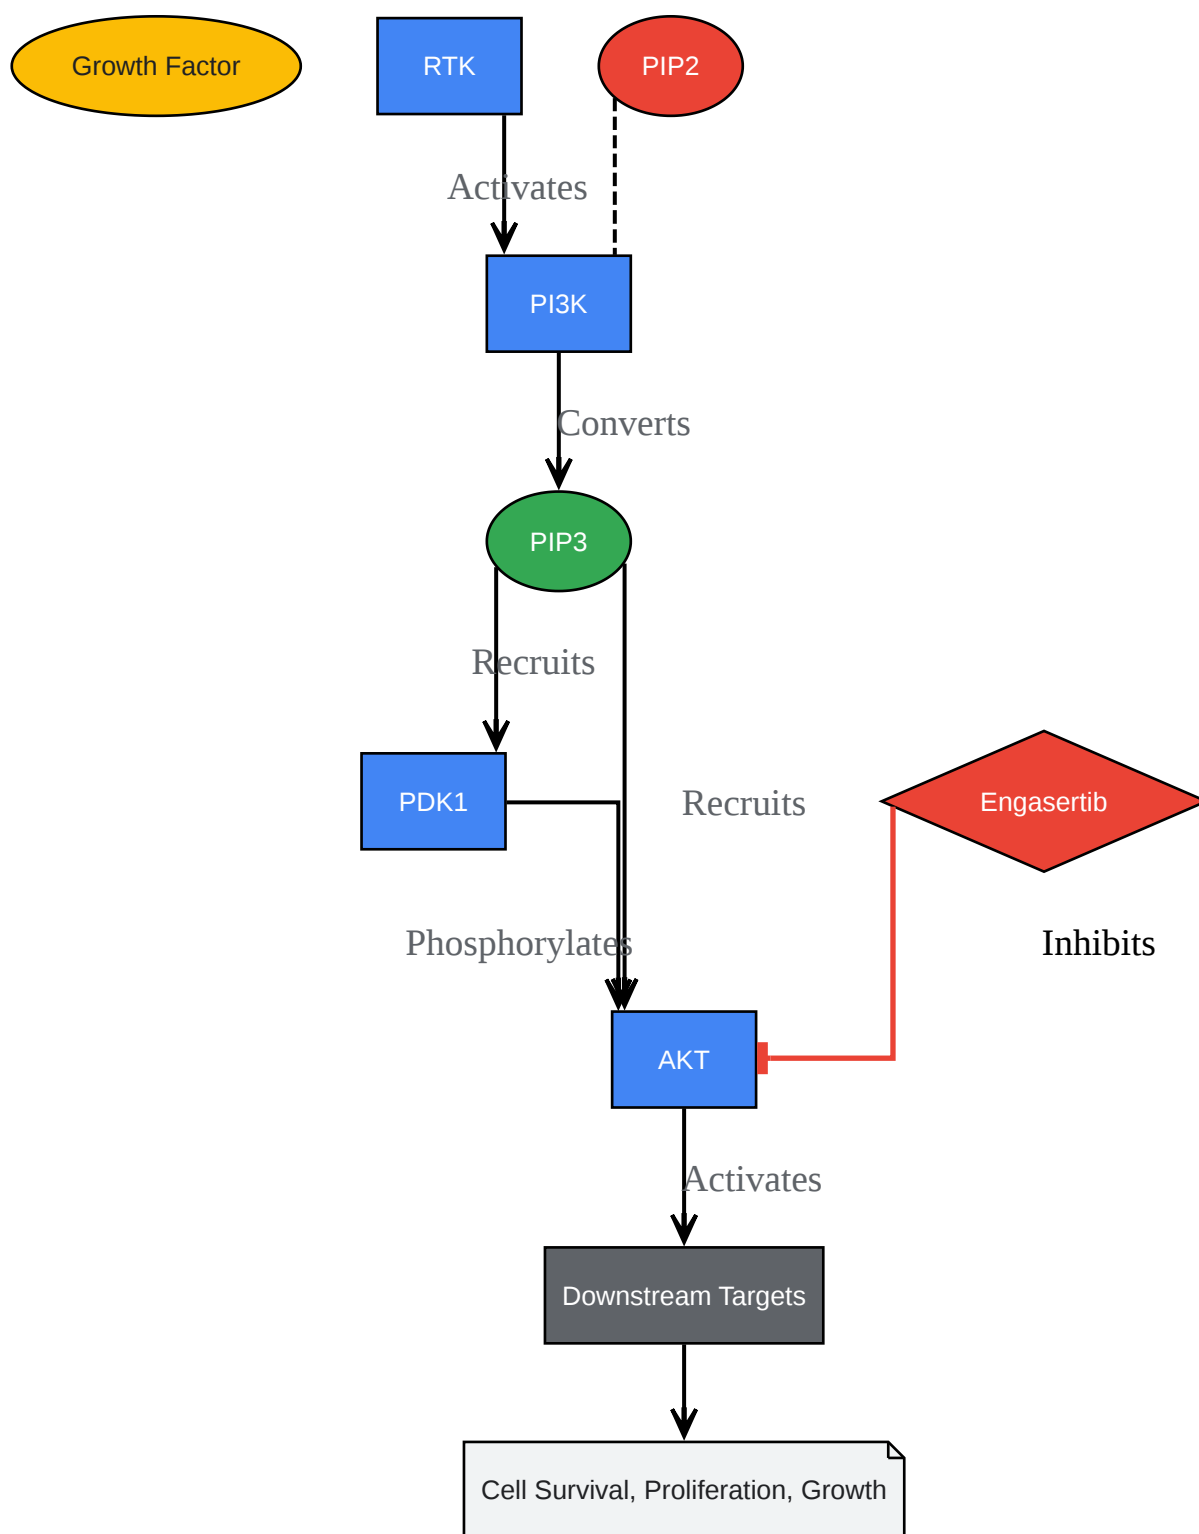 Growth Factor
RTK
PIP2
Activates
PI3K
Converts
PIP3
Recruits
PDK1
Recruits
Engasertib
Phosphorylates
Inhibits
AKT
Activates
Downstream Targets
Cell Survival, Proliferation, Growth